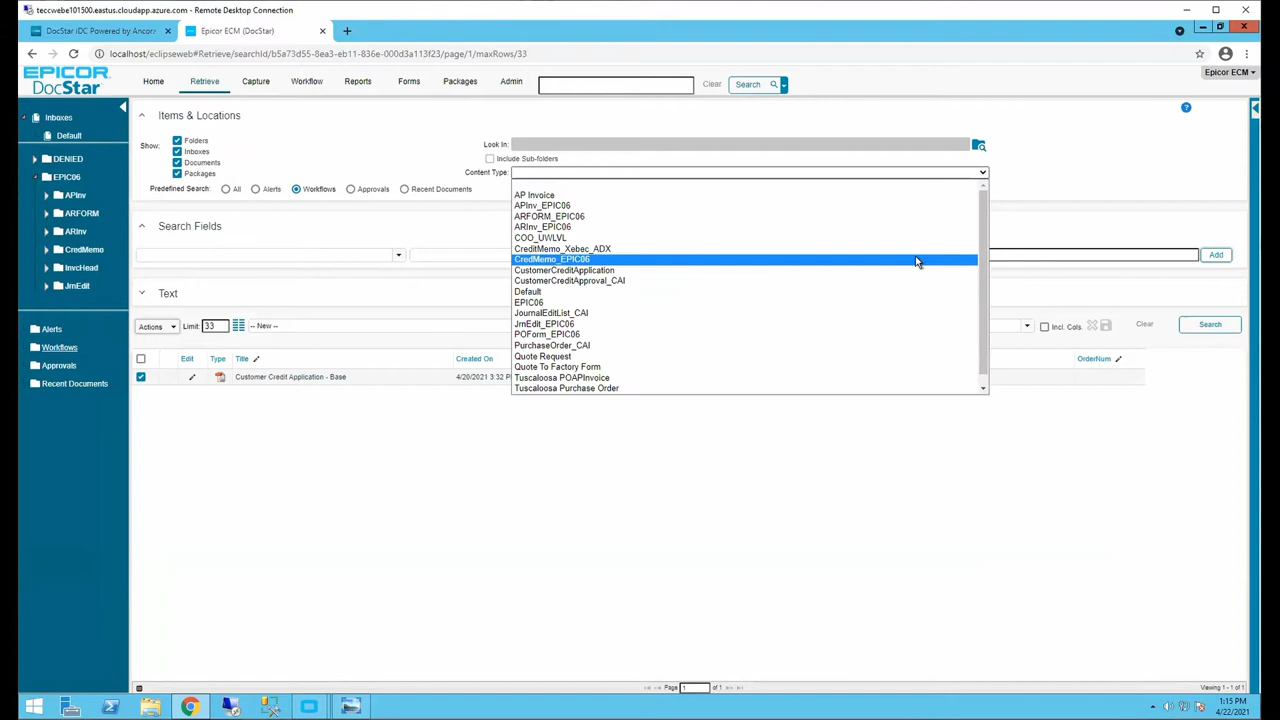 teccwebe101500.eastus.cloudapp.azure.com - Remote Desktop Connection
DocStar iDC Powered by Ancora
Epicor ECM (DocStar)
localhost/eclipseweb#Retrieve/searchId/b5a73d55-8ea3-eb11-836e-000d3a113f23/page/1/maxRows/33
Epicor ECM
EPICOR
DocStar
Home Retrieve Capture Workflow Reports Forms Packages Admin Clear Search
Inboxes
Default
DENIED
EPIC06
APInv
ARFORM
ARInv
CredMemo
InvcHead
JrnEdit
Alerts
Workflows
Approvals
Recent Documents
Items & Locations
Show:
Folders
Inboxes
Documents
Packages
Look In:
Include Sub-folders
Content Type:
Predefined Search: All Alerts Workflows Approvals Recent Documents
AP Invoice
APInv_EPIC06
ARFORM_EPIC06
ARInv_EPIC06
COO_UWLVL
CreditMemo_Xebec_ADX
CredMemo_EPIC06
CustomerCreditApplication
CustomerCreditApproval_CAI
Default
EPIC06
JournalEditList_CAI
JrnEdit_EPIC06
POForm_EPIC06
PurchaseOrder_CAI
Quote Request
Quote To Factory Form
Tuscaloosa POAPInvoice
Tuscaloosa Purchase Order
Search Fields
Add
Text
Actions Limit: 33 -- New -- Incl. Cols. Clear Search
Edit Type Title Created On OrderNum
Customer Credit Application - Base 4/20/2021 3:32 P
Page 1 of 1
Viewing 1 - 1 of 1
1:15 PM
4/22/2021